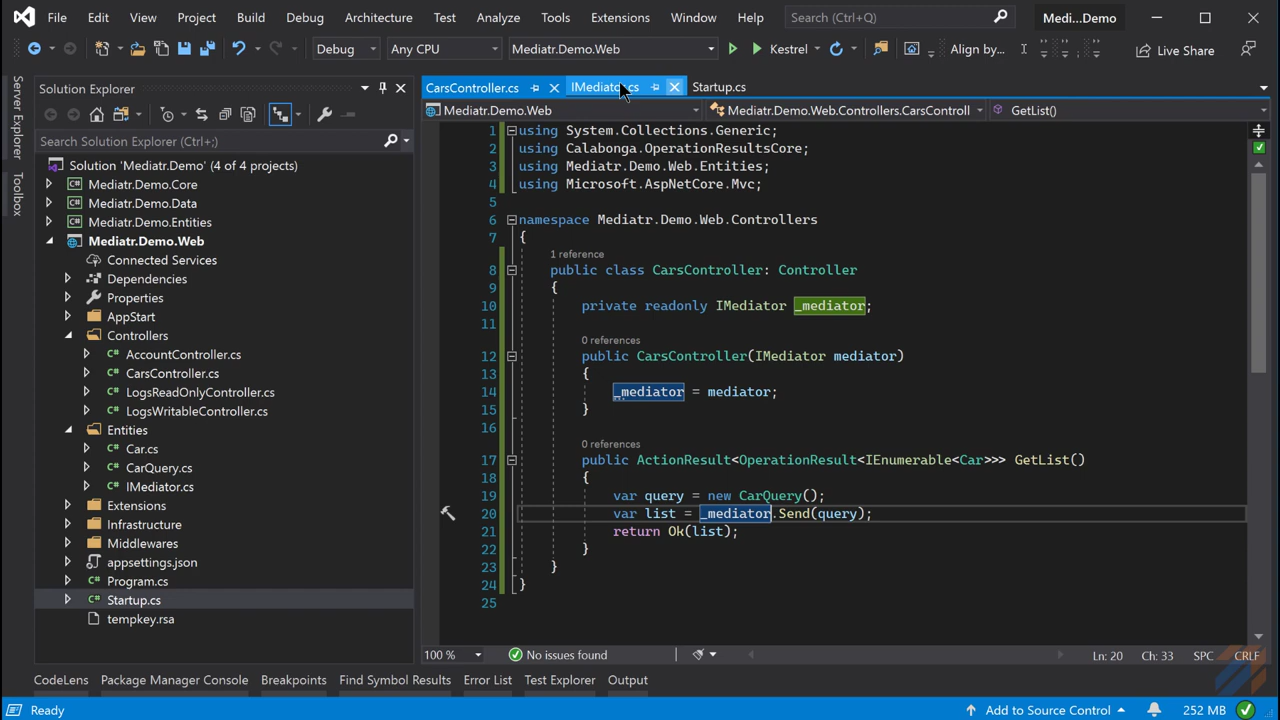 File Edit View Project Build Debug Architecture Test Analyze Tools Extensions Window Help Search (Ctrl+Q) Medi...Demo
Debug Any CPU Mediatr.Demo.Web Kestrel Align by... Live Share
Server Explorer
Toolbox
Solution Explorer
Search Solution Explorer (Ctrl+;)
Solution 'Mediatr.Demo' (4 of 4 projects)
Mediatr.Demo.Core
Mediatr.Demo.Data
Mediatr.Demo.Entities
Mediatr.Demo.Web
Connected Services
Dependencies
Properties
AppStart
Controllers
AccountController.cs
CarsController.cs
LogsReadOnlyController.cs
LogsWritableController.cs
Entities
Car.cs
CarQuery.cs
IMediator.cs
Extensions
Infrastructure
Middlewares
appsettings.json
Program.cs
Startup.cs
tempkey.rsa
CarsController.cs IMediator.cs Startup.cs
Mediatr.Demo.Web Mediatr.Demo.Web.Controllers.CarsControll GetList()
1 using System.Collections.Generic;
2 using Calabonga.OperationResultsCore;
3 using Mediatr.Demo.Web.Entities;
4 using Microsoft.AspNetCore.Mvc;
5
6 namespace Mediatr.Demo.Web.Controllers
7 {
1 reference
8 public class CarsController: Controller
9 {
10 private readonly IMediator _mediator;
11
0 references
12 public CarsController(IMediator mediator)
13 {
14 _mediator = mediator;
15 }
16
0 references
17 public ActionResult<OperationResult<IEnumerable<Car>>> GetList()
18 {
19 var query = new CarQuery();
20 var list = _mediator.Send(query);
21 return Ok(list);
22 }
23 }
24 }
25
100 % No issues found Ln: 20 Ch: 33 SPC CRLF
CodeLens Package Manager Console Breakpoints Find Symbol Results Error List Test Explorer Output
Ready Add to Source Control 252 MB